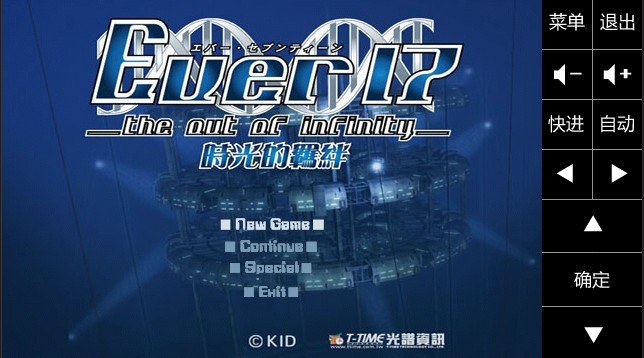 エバー・セブンティーン
Ever17
the out of infinity
時光的羈絆
New Game
Continue
Special
Exit
© KID
T-TIME 光譜資訊
菜单 退出
快进 自动
确定